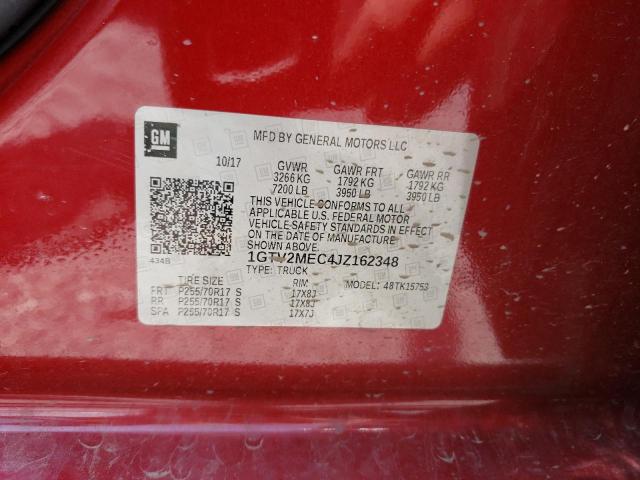 GM
MFD BY GENERAL MOTORS LLC
10/17
GVWR GAWR FRT GAWR RR
3266 KG 1792 KG 1792 KG
7200 LB 3950 LB 3950 LB
THIS VEHICLE CONFORMS TO ALL
APPLICABLE U.S. FEDERAL MOTOR
VEHICLE SAFETY STANDARDS IN EFFECT
ON THE DATE OF MANUFACTURE
SHOWN ABOVE.
434B
1GTV2MEC4JZ162348
TYPE: TRUCK MODEL: 48TK15753
TIRE SIZE RIM
FRT P255/70R17 S 17X8J
RR P255/70R17 S 17X8J
SPA P255/70R17 S 17X7J